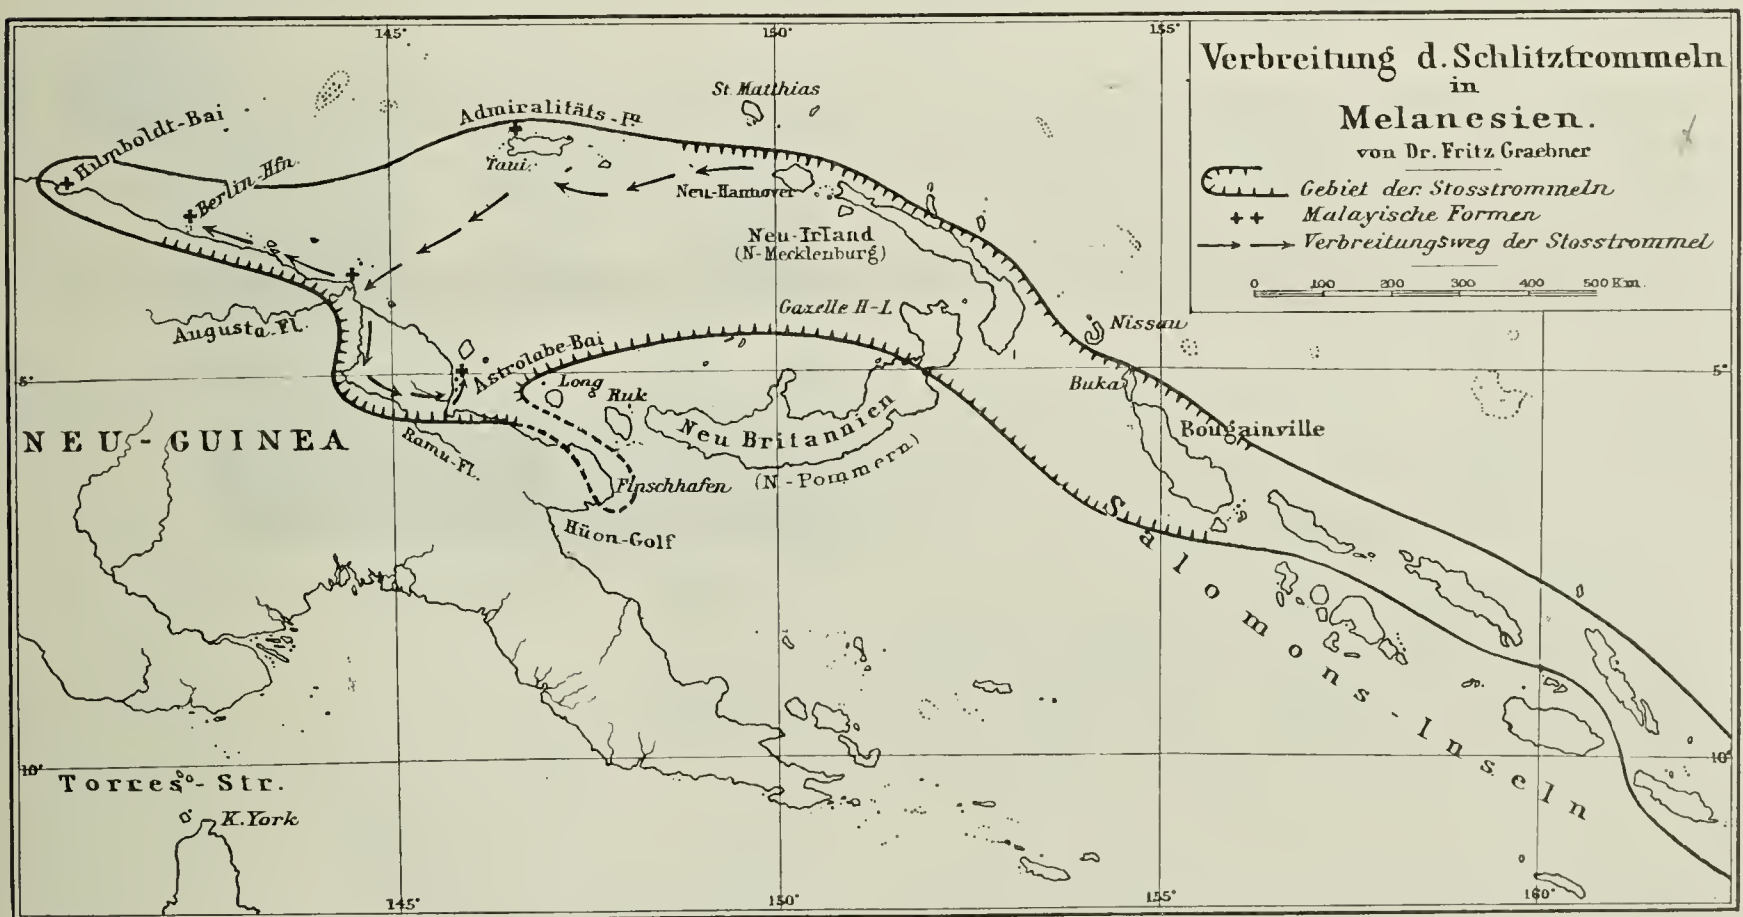 145°
150°
155°
Verbreitung d. Schlitztrommeln
in
Melanesien.
von Dr. Fritz Graebner
Gebiet der Stosstrommeln
Malayische Formen
Verbreitungsweg der Stosstrommel
0 100 200 300 400 500 Km.
St. Matthias
Admiralitäts-In
Humboldt-Bai
Taui
Berlin-Hfn.
Neu-Hannover
Neu-Irland
(N-Mecklenburg)
Gazelle H-I.
Nissau
Augusta-Fl.
Astrolabe-Bai
5°
5°
Long
Ruk
Buka
Neu Britannien
(N-Pommern)
Bougainville
NEU-GUINEA
Ramu-Fl.
Finschhafen
Hüon-Golf
Salomons-Inseln
10°
10°
Torres-Str.
K. York
145°
150°
155°
160°